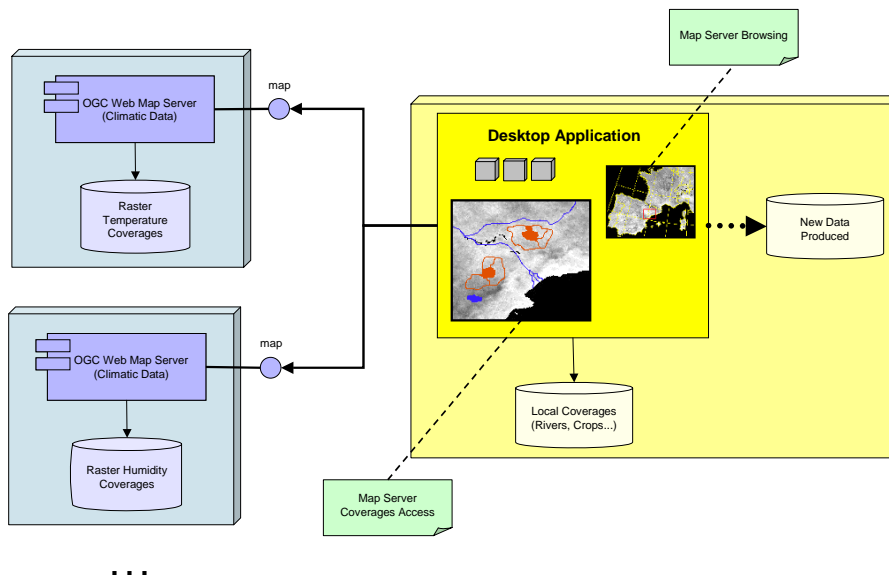 Map Server Browsing
map
OGC Web Map Server
(Climatic Data)
Raster
Temperature
Coverages
Desktop Application
New Data
Produced
map
OGC Web Map Server
(Climatic Data)
Raster Humidity
Coverages
Local Coverages
(Rivers, Crops...)
Map Server
Coverages Access
...